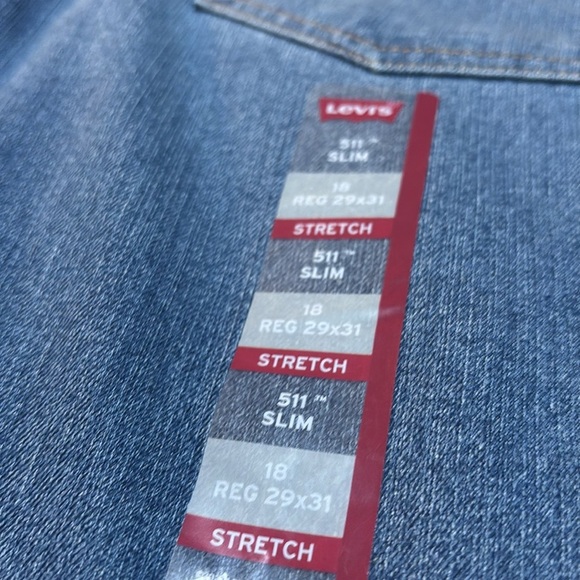 Levi's
511™
SLIM
18
REG 29x31
STRETCH
511™
SLIM
18
REG 29x31
STRETCH
511™
SLIM
18
REG 29x31
STRETCH